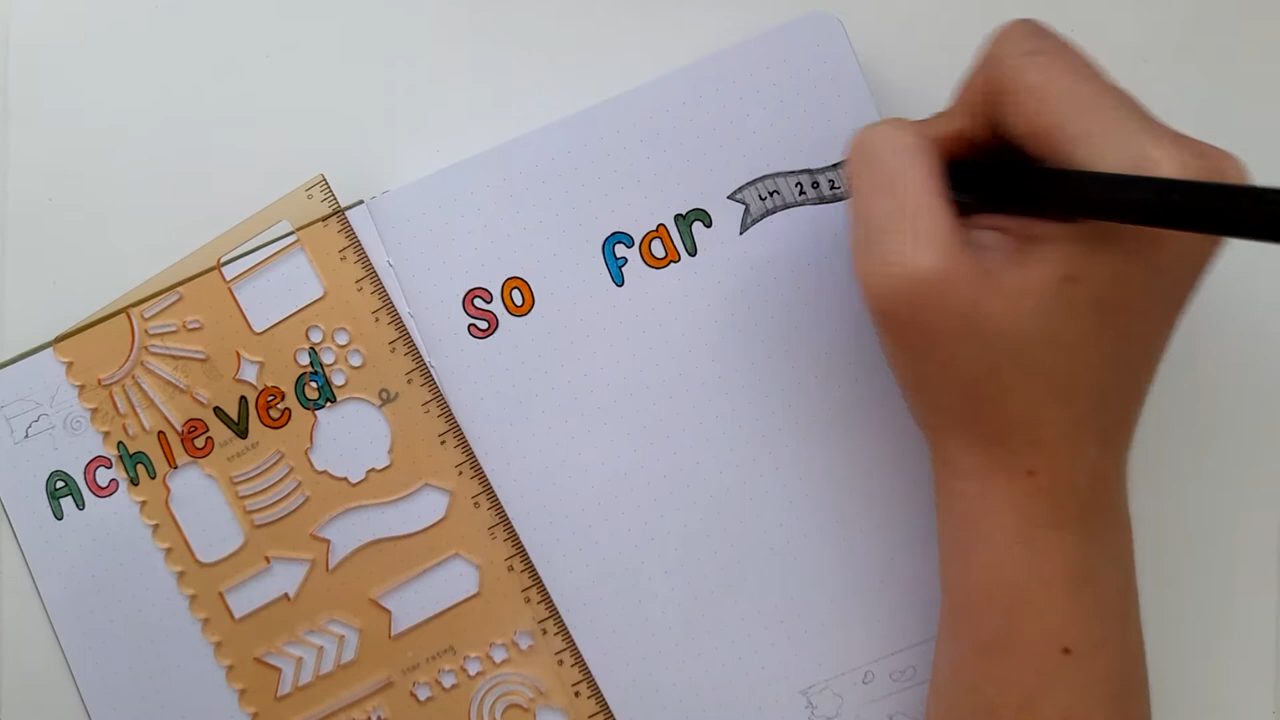 Achieved
So far
in 202
tracker
star rating